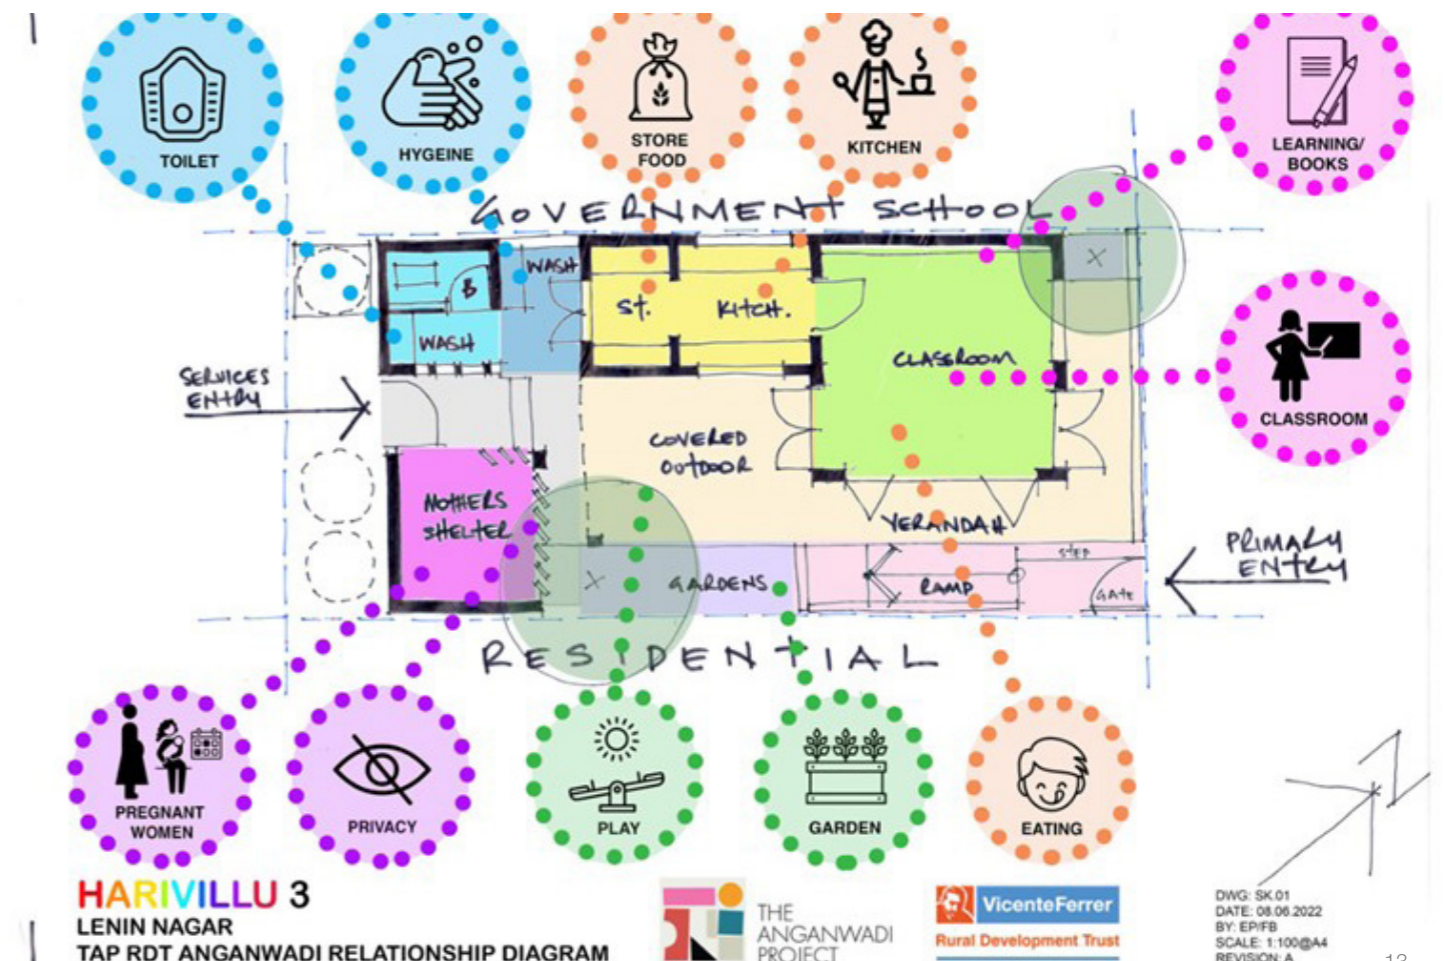 TOILET
HYGEINE
STORE
FOOD
KITCHEN
LEARNING/
BOOKS
GOVERNMENT SCHOOL
WASH
B
St.
KITCH.
WASH
CLASSROOM
CLASSROOM
SERVICES
ENTRY
COVERED
OUTDOOR
MOTHERS
SHELTER
VERANDAH
PRIMARY
ENTRY
STEP
GARDENS
RAMP
GATE
RESIDENTIAL
PREGNANT
WOMEN
PRIVACY
PLAY
GARDEN
EATING
HARIVILLU 3
LENIN NAGAR
TAP RDT ANGANWADI RELATIONSHIP DIAGRAM
THE
ANGANWADI
PROJECT
VicenteFerrer
Rural Development Trust
DWG: SK.01
DATE: 08.06.2022
BY: EP/FB
SCALE: 1:100@A4
REVISION: A